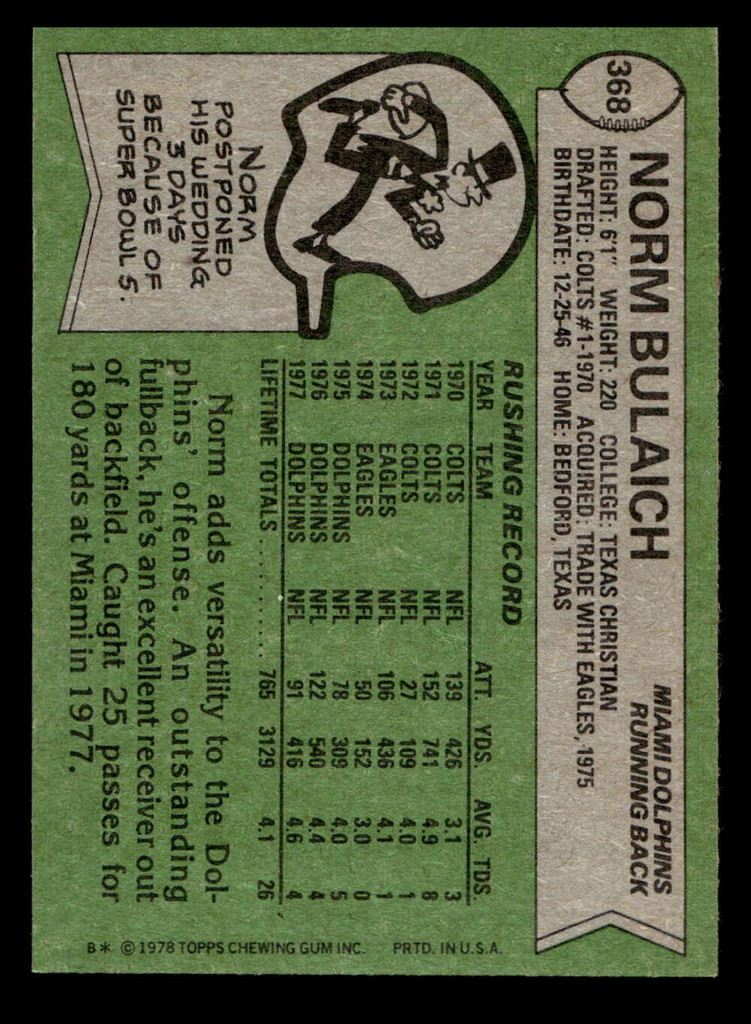 368
NORM BULAICH
MIAMI DOLPHINS
RUNNING BACK
HEIGHT: 6'1" WEIGHT: 220 COLLEGE: TEXAS CHRISTIAN
DRAFTED: COLTS #1-1970 ACQUIRED: TRADE WITH EAGLES, 1975
BIRTHDATE: 12-25-46 HOME: BEDFORD, TEXAS
NORM
POSTPONED
HIS WEDDING
3 DAYS
BECAUSE OF
SUPER BOWL 5.
RUSHING RECORD
YEAR TEAM ATT. YDS. AVG. TDS.
1970 COLTS NFL 139 426 3.1 3
1971 COLTS NFL 152 741 4.9 8
1972 COLTS NFL 27 109 4.0 1
1973 EAGLES NFL 106 436 4.1 1
1974 EAGLES NFL 50 152 3.0 0
1975 DOLPHINS NFL 78 309 4.0 5
1976 DOLPHINS NFL 122 540 4.4 4
1977 DOLPHINS NFL 91 416 4.6 4
LIFETIME TOTALS .......... 765 3129 4.1 26
Norm adds versatility to the Dol-
phins' offense. An outstanding
fullback, he's an excellent receiver out
of backfield. Caught 25 passes for
180 yards at Miami in 1977.
B* © 1978 TOPPS CHEWING GUM INC. PRTD. IN U.S.A.